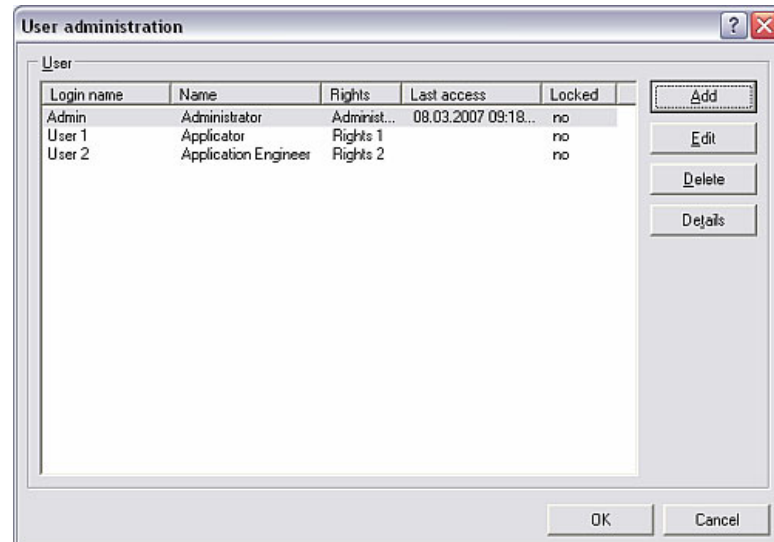 User administration
User
Login name Name Rights Last access Locked
Admin Administrator Administ... 08.03.2007 09:18... no
User 1 Applicator Rights 1 no
User 2 Application Engineer Rights 2 no
Add
Edit
Delete
Details
OK Cancel